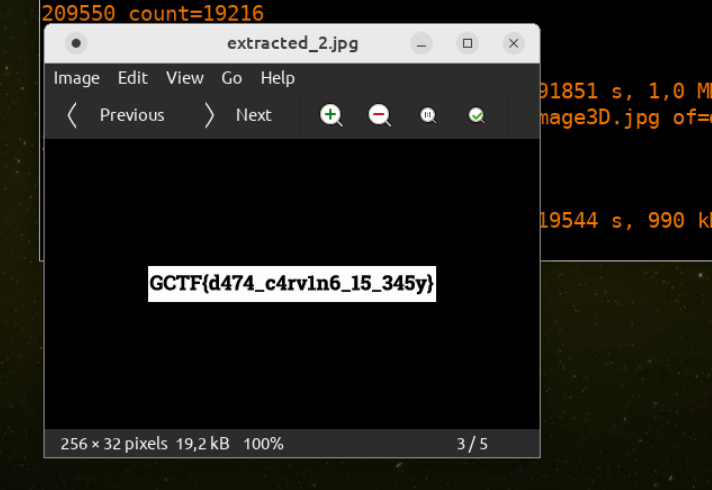 209550 count=19216
extracted_2.jpg
Image Edit View Go Help
91851 s, 1,0
Previous Next
mage3D.jpg of=
19544 s, 990
GCTF{d474_c4rv1n6_15_345y}
256 × 32 pixels 19,2 kB 100% 3 / 5